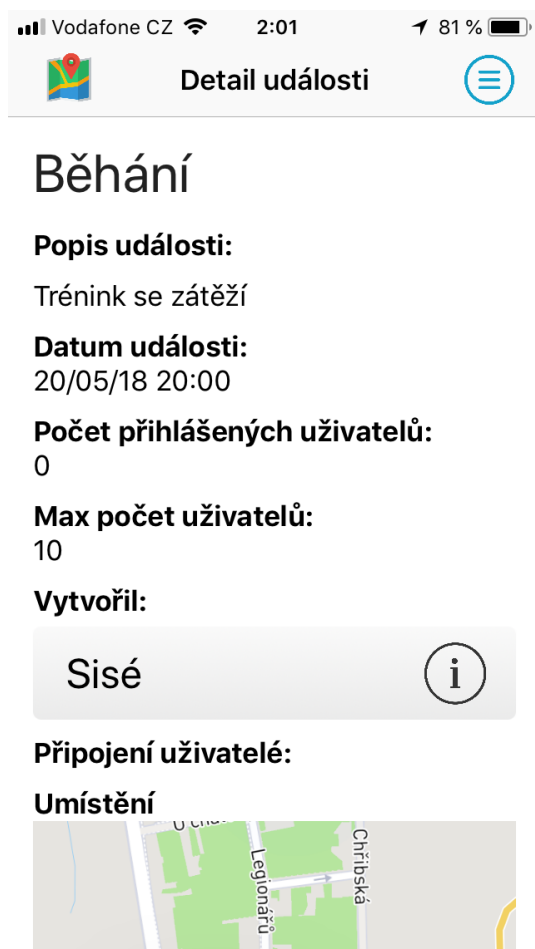 Vodafone CZ 2:01 81 %
Detail události
Běhání
Popis události:
Trénink se zátěží
Datum události:
20/05/18 20:00
Počet přihlášených uživatelů:
0
Max počet uživatelů:
10
Vytvořil:
Sisé i
Připojení uživatelé:
Umístění
Legionářů
Chřibská